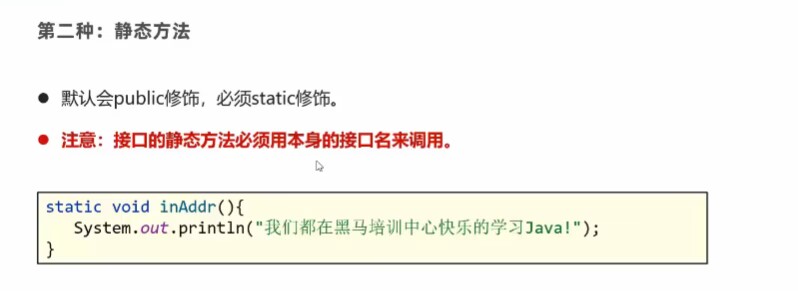 第二种：静态方法
● 默认会public修饰，必须static修饰。
● 注意：接口的静态方法必须用本身的接口名来调用。
static void inAddr(){
    System.out.println("我们都在黑马培训中心快乐的学习Java!");
}